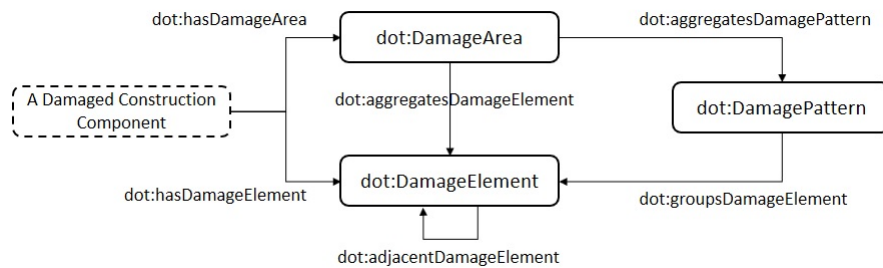 dot:hasDamageArea
dot:DamageArea
dot:aggregatesDamagePattern
A Damaged Construction
Component
dot:aggregatesDamageElement
dot:DamagePattern
dot:hasDamageElement
dot:DamageElement
dot:groupsDamageElement
dot:adjacentDamageElement